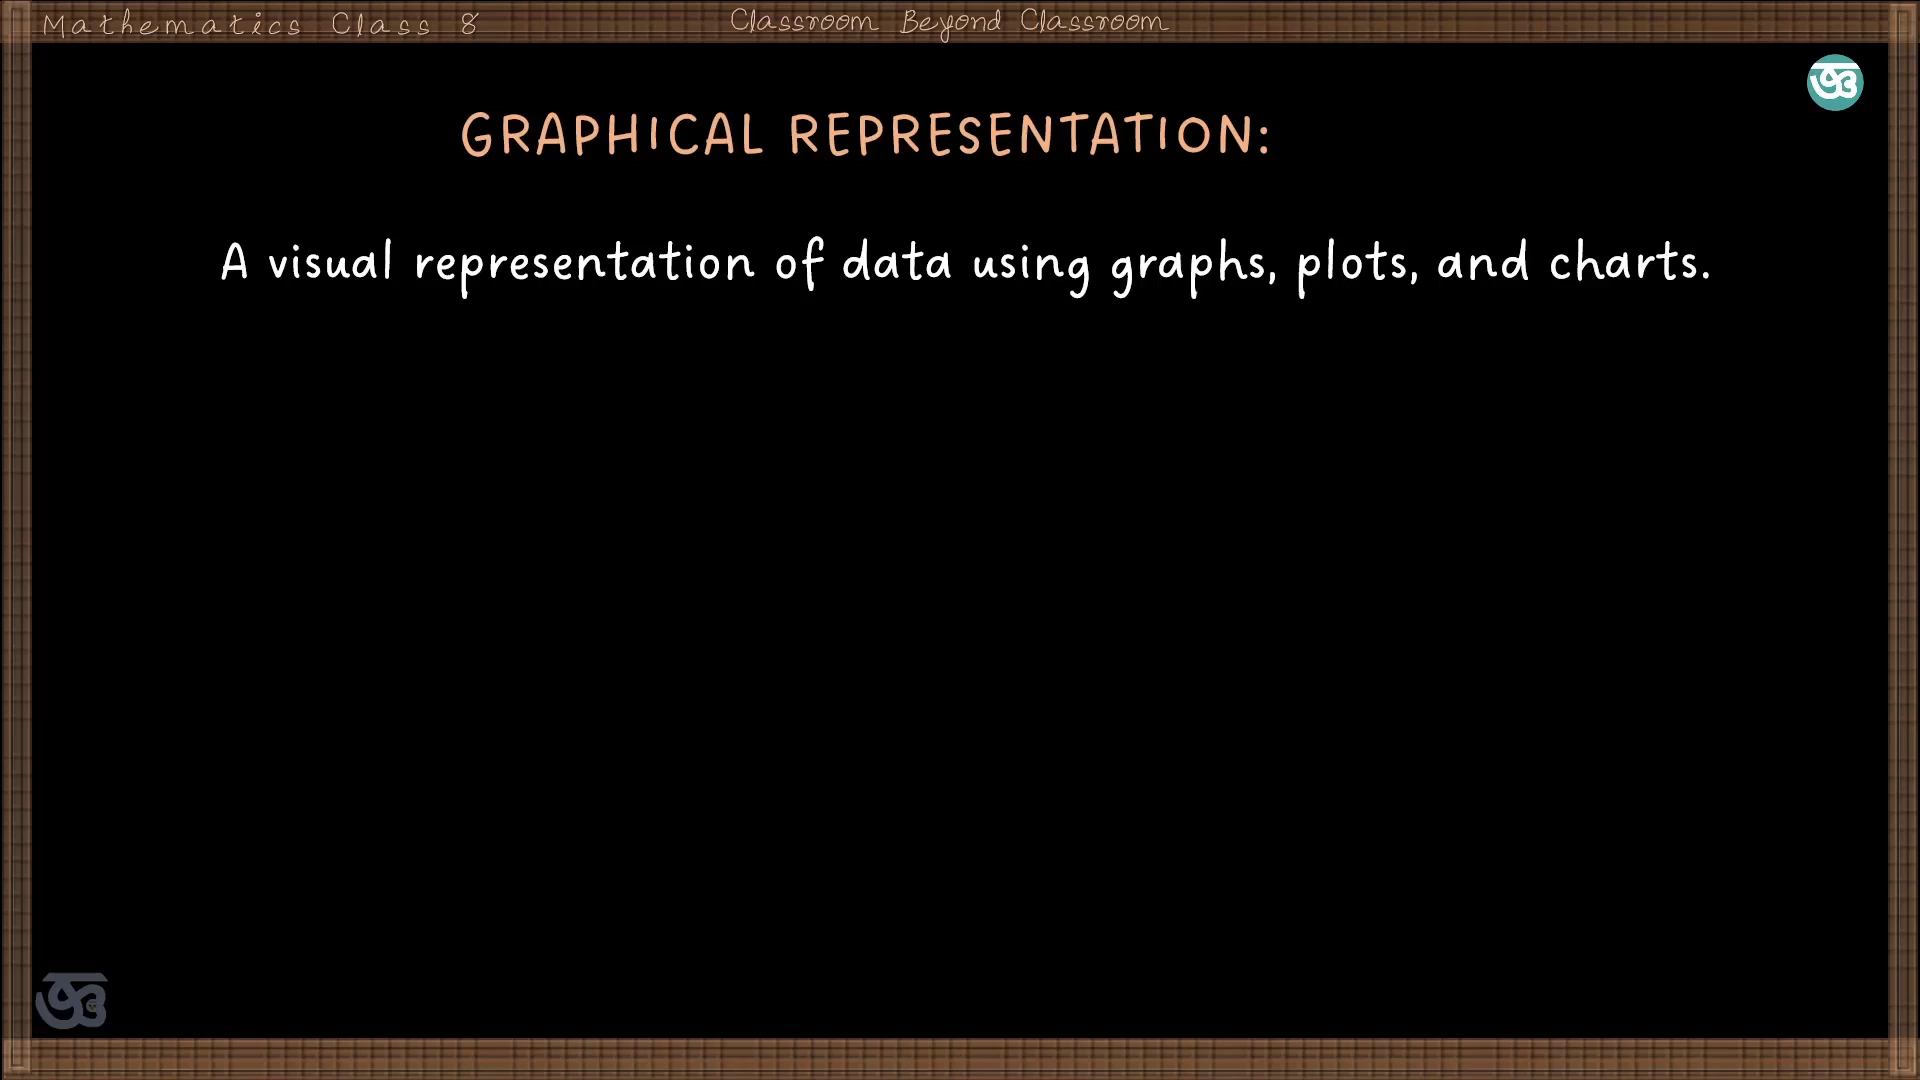 Mathematics Class 8
Classroom Beyond Classroom
GRAPHICAL REPRESENTATION:
A visual representation of data using graphs, plots, and charts.